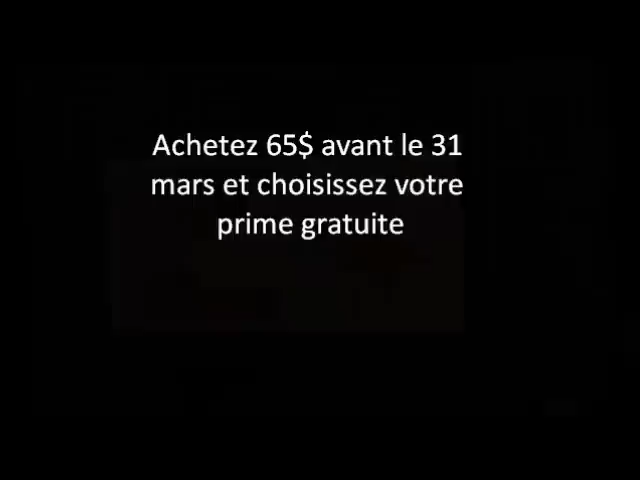 Achetez 65$ avant le 31
mars et choisissez votre
prime gratuite